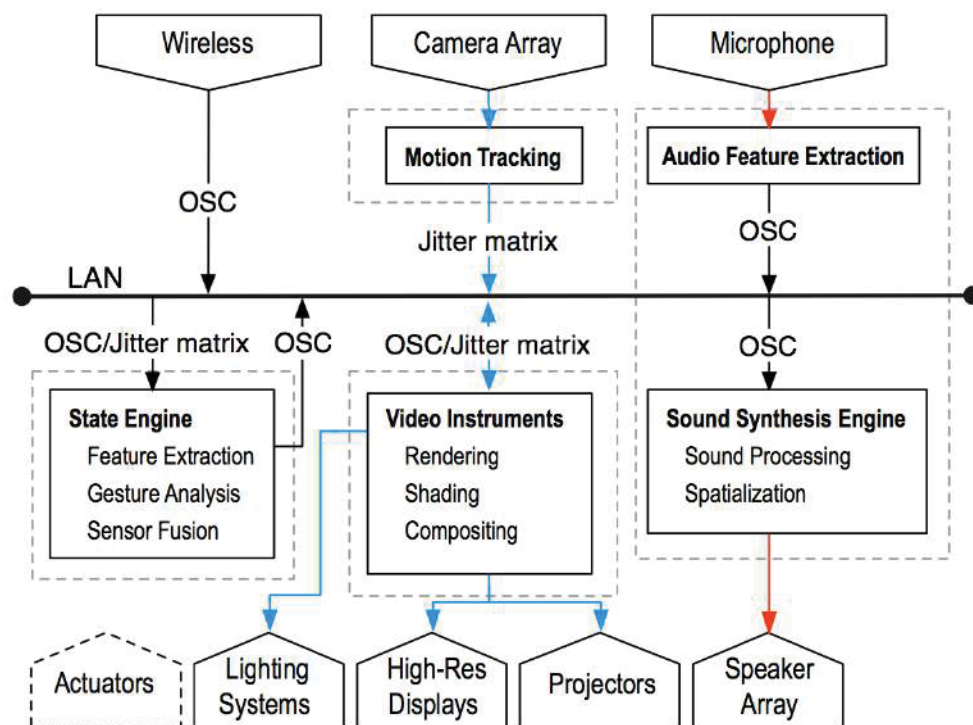 Wireless
Camera Array
Microphone
Motion Tracking
Audio Feature Extraction
OSC
Jitter matrix
OSC
LAN
OSC/Jitter matrix
OSC
OSC/Jitter matrix
OSC
State Engine
Feature Extraction
Gesture Analysis
Sensor Fusion
Video Instruments
Rendering
Shading
Compositing
Sound Synthesis Engine
Sound Processing
Spatialization
Actuators
Lighting
Systems
High-Res
Displays
Projectors
Speaker
Array